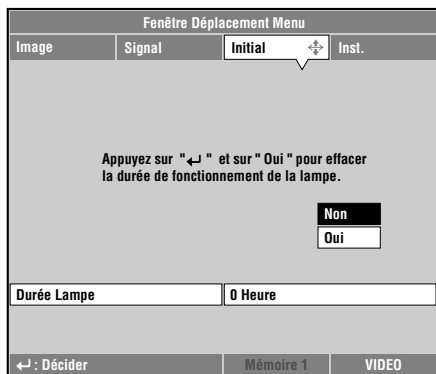 Fenêtre Déplacement Menu
Image Signal Initial Inst.
Appuyez sur "↵" et sur " Oui " pour effacer
la durée de fonctionnement de la lampe.
Non
Oui
Durée Lampe 0 Heure
↵ : Décider Mémoire 1 VIDEO